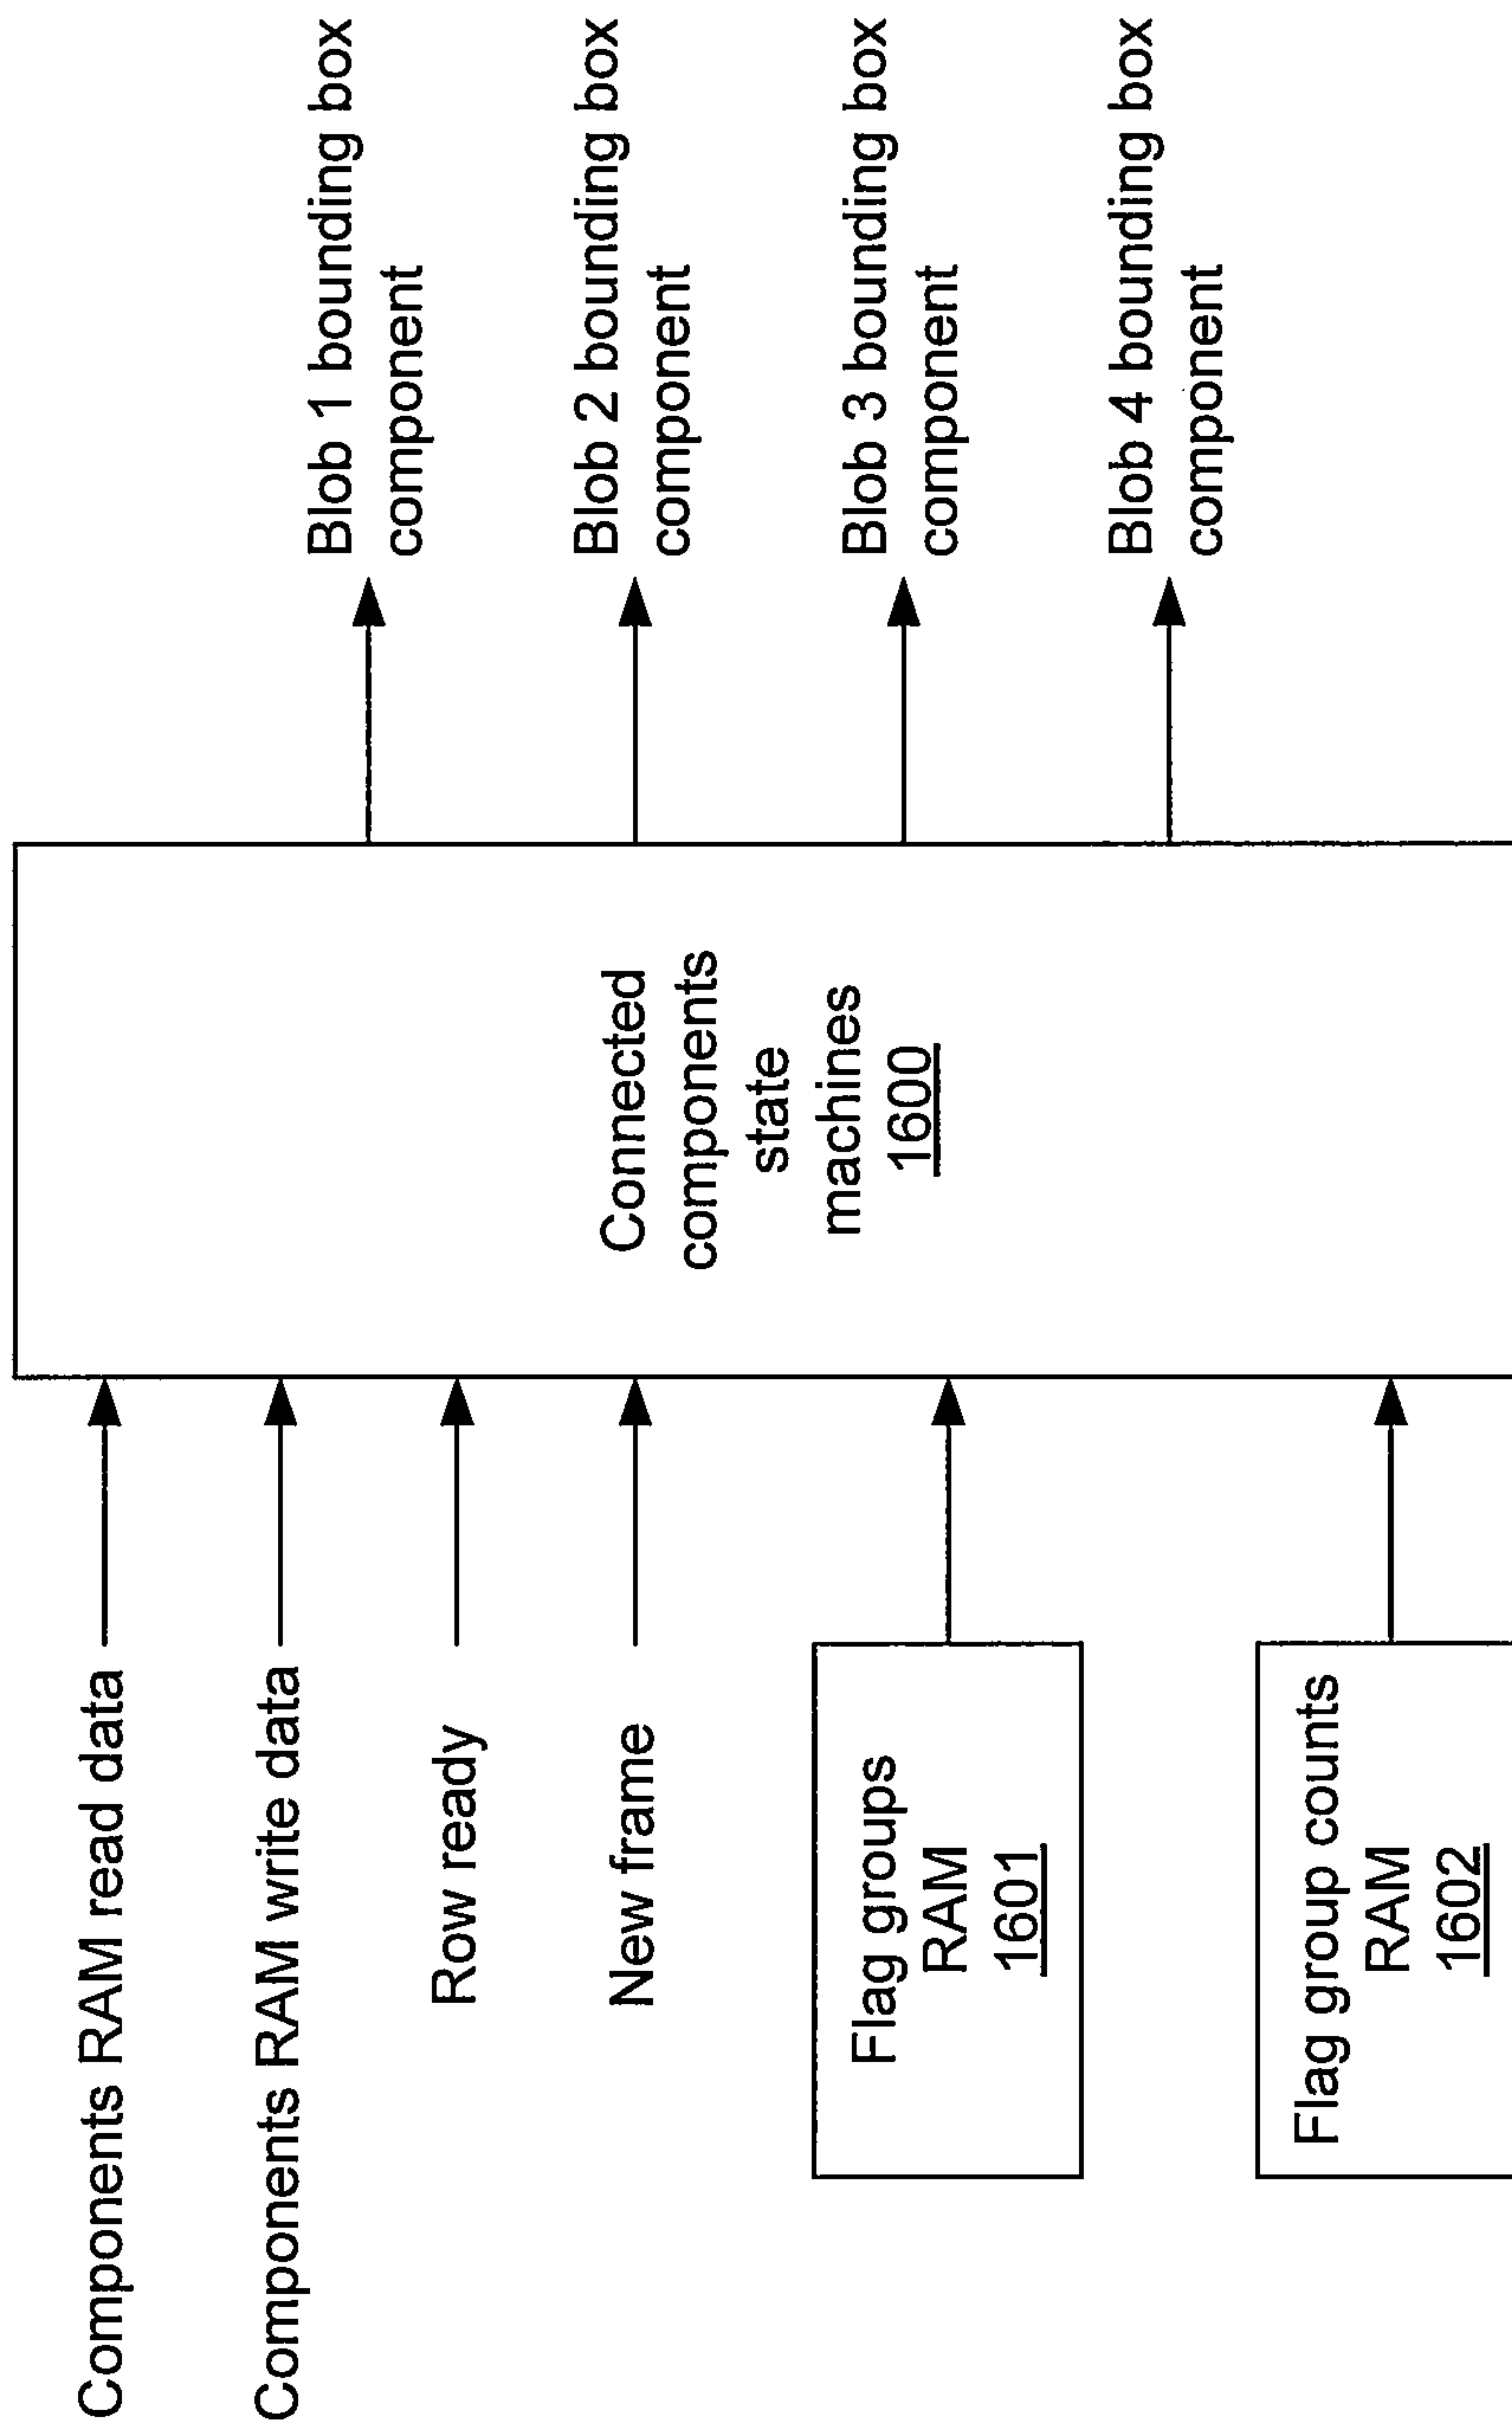 Components RAM read data
Components RAM write data
Row ready
New frame
Flag groups
RAM
1601
Flag group counts
RAM
1602
Connected
components
state
machines
1600
Blob 1 bounding box
component
Blob 2 bounding box
component
Blob 3 bounding box
component
Blob 4 bounding box
component